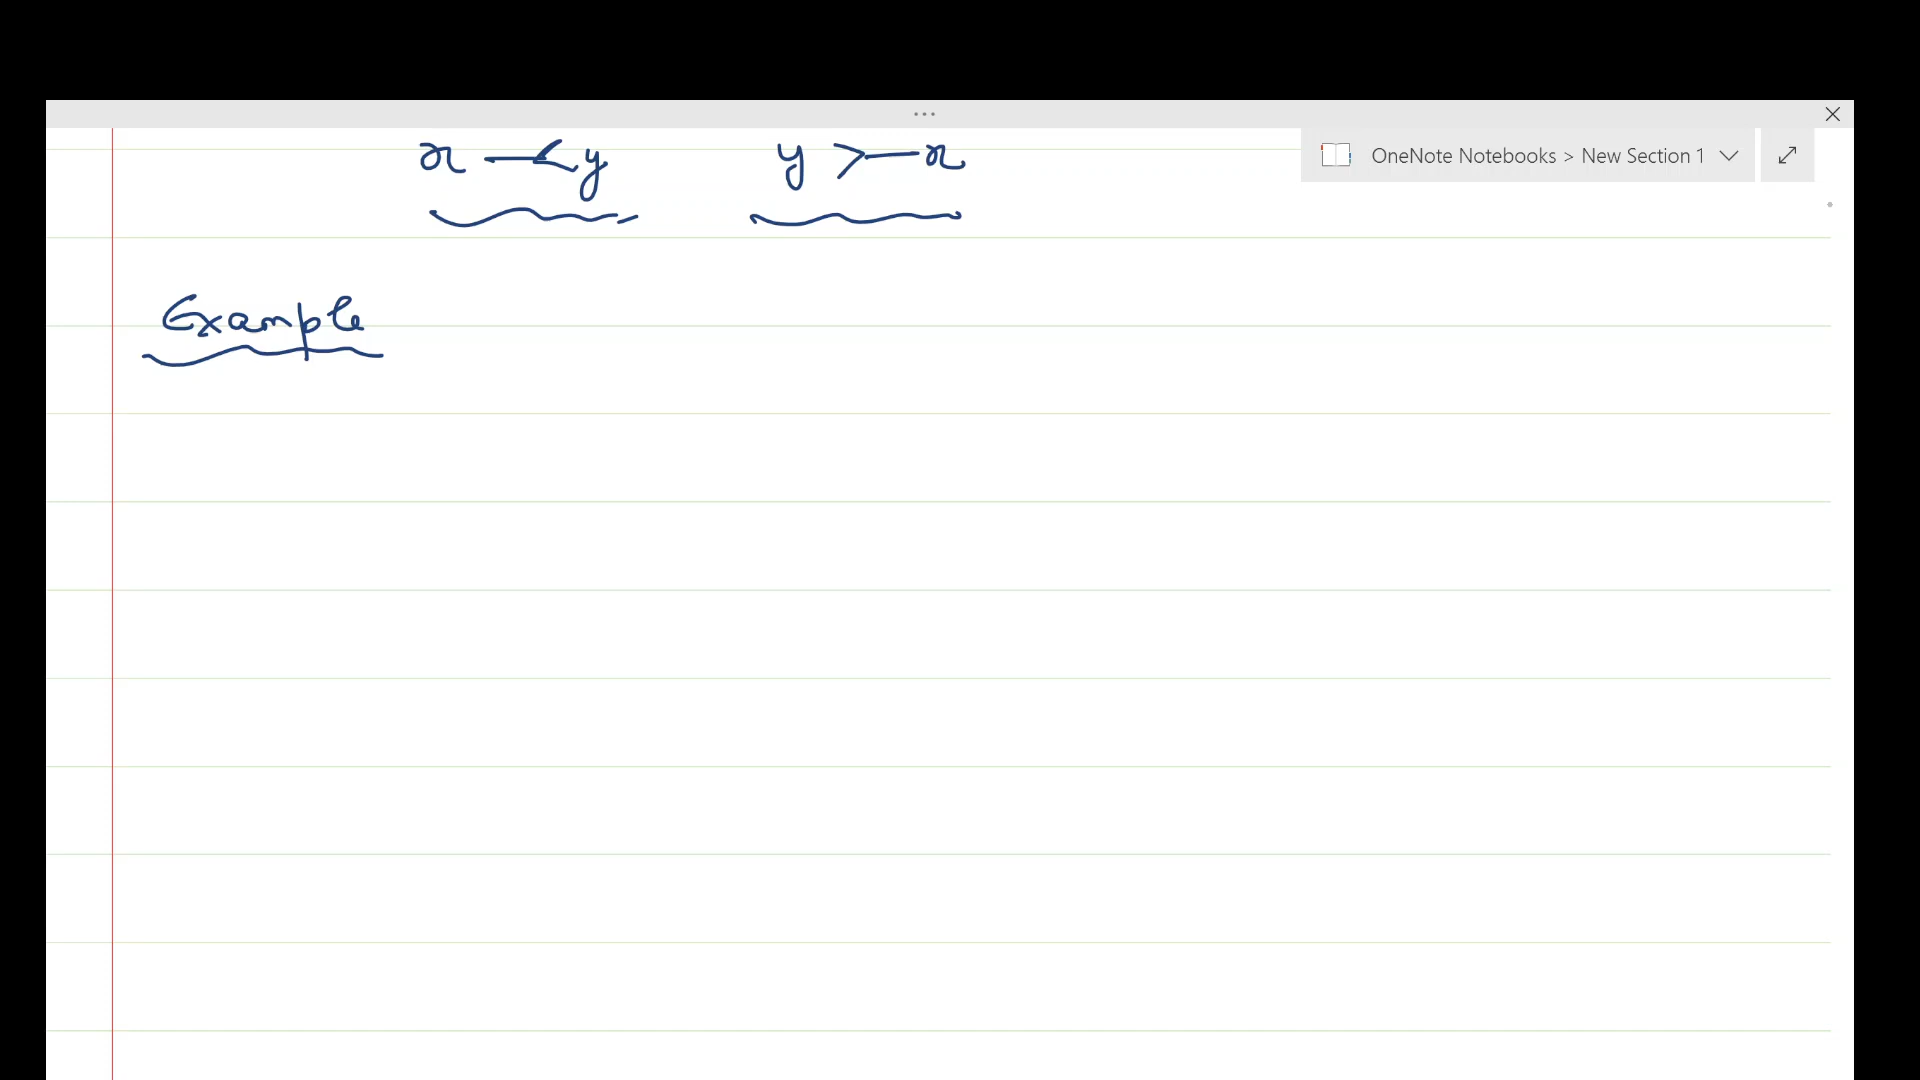 x —< y y >— x
OneNote Notebooks > New Section 1
Example